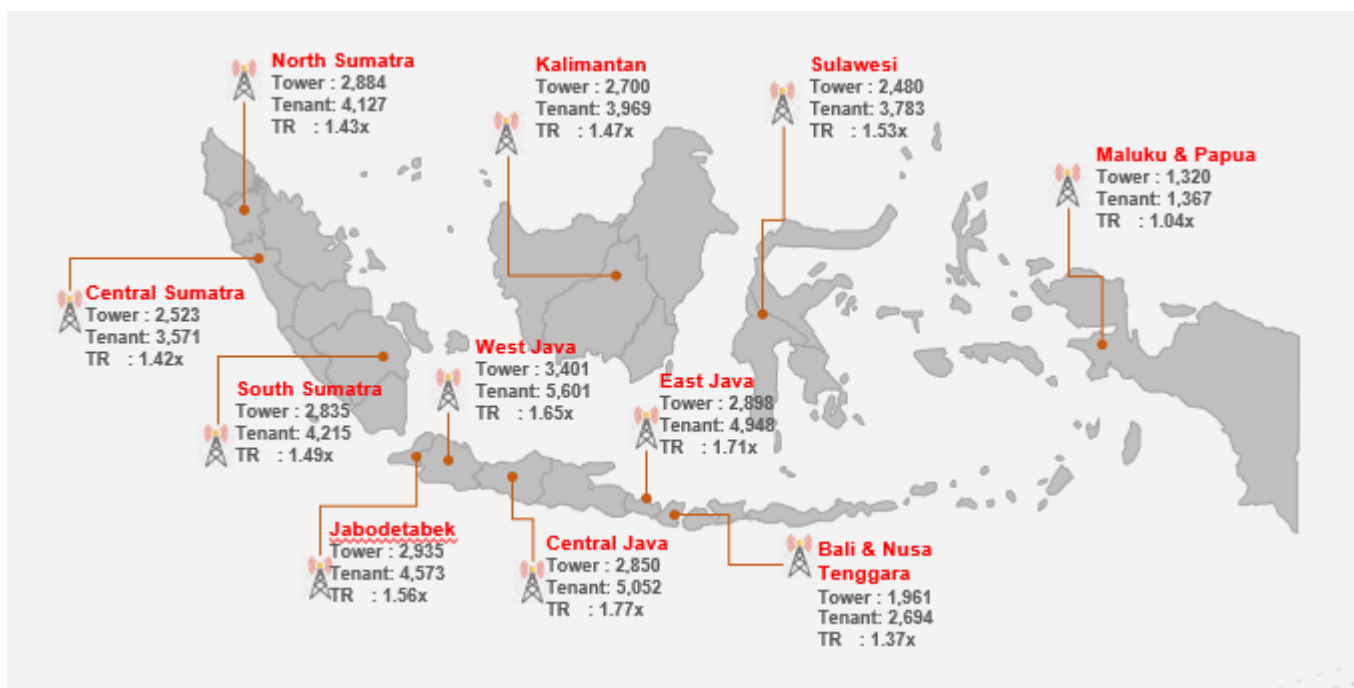 North Sumatra
Tower : 2,884
Tenant: 4,127
TR : 1.43x
Kalimantan
Tower : 2,700
Tenant: 3,969
TR : 1.47x
Sulawesi
Tower : 2,480
Tenant: 3,783
TR : 1.53x
Maluku & Papua
Tower : 1,320
Tenant: 1,367
TR : 1.04x
Central Sumatra
Tower : 2,523
Tenant: 3,571
TR : 1.42x
South Sumatra
Tower : 2,835
Tenant: 4,215
TR : 1.49x
West Java
Tower : 3,401
Tenant: 5,601
TR : 1.65x
East Java
Tower : 2,898
Tenant: 4,948
TR : 1.71x
Jabodetabek
Tower : 2,935
Tenant: 4,573
TR : 1.56x
Central Java
Tower : 2,850
Tenant: 5,052
TR : 1.77x
Bali & Nusa
Tenggara
Tower : 1,961
Tenant: 2,694
TR : 1.37x